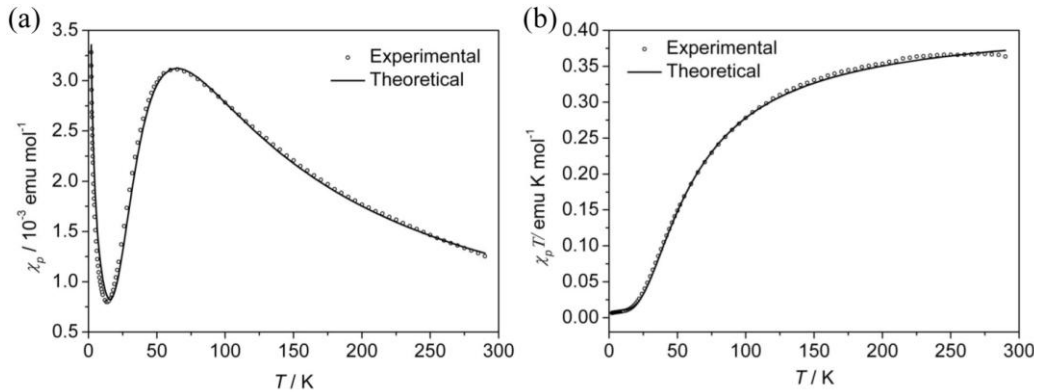 (a)
3.5
3.0
2.5
2.0
1.5
1.0
0.5
χp / 10⁻³ emu mol⁻¹
Experimental
Theoretical
0 50 100 150 200 250 300
T / K
(b)
0.40
0.35
0.30
0.25
0.20
0.15
0.10
0.05
0.00
χpT/ emu K mol⁻¹
Experimental
Theoretical
0 50 100 150 200 250 300
T / K